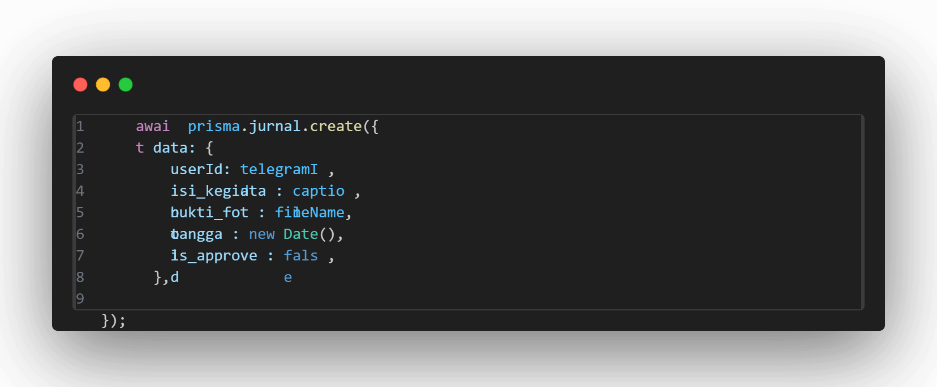 1 awai prisma.jurnal.create({
2 t data: {
3 userId: telegramI ,
4 isi_kegiata : captio ,
5 bukti_fot : fileName,
6 tangga : new Date(),
7 is_approve : fals ,
8 },d e
9
});